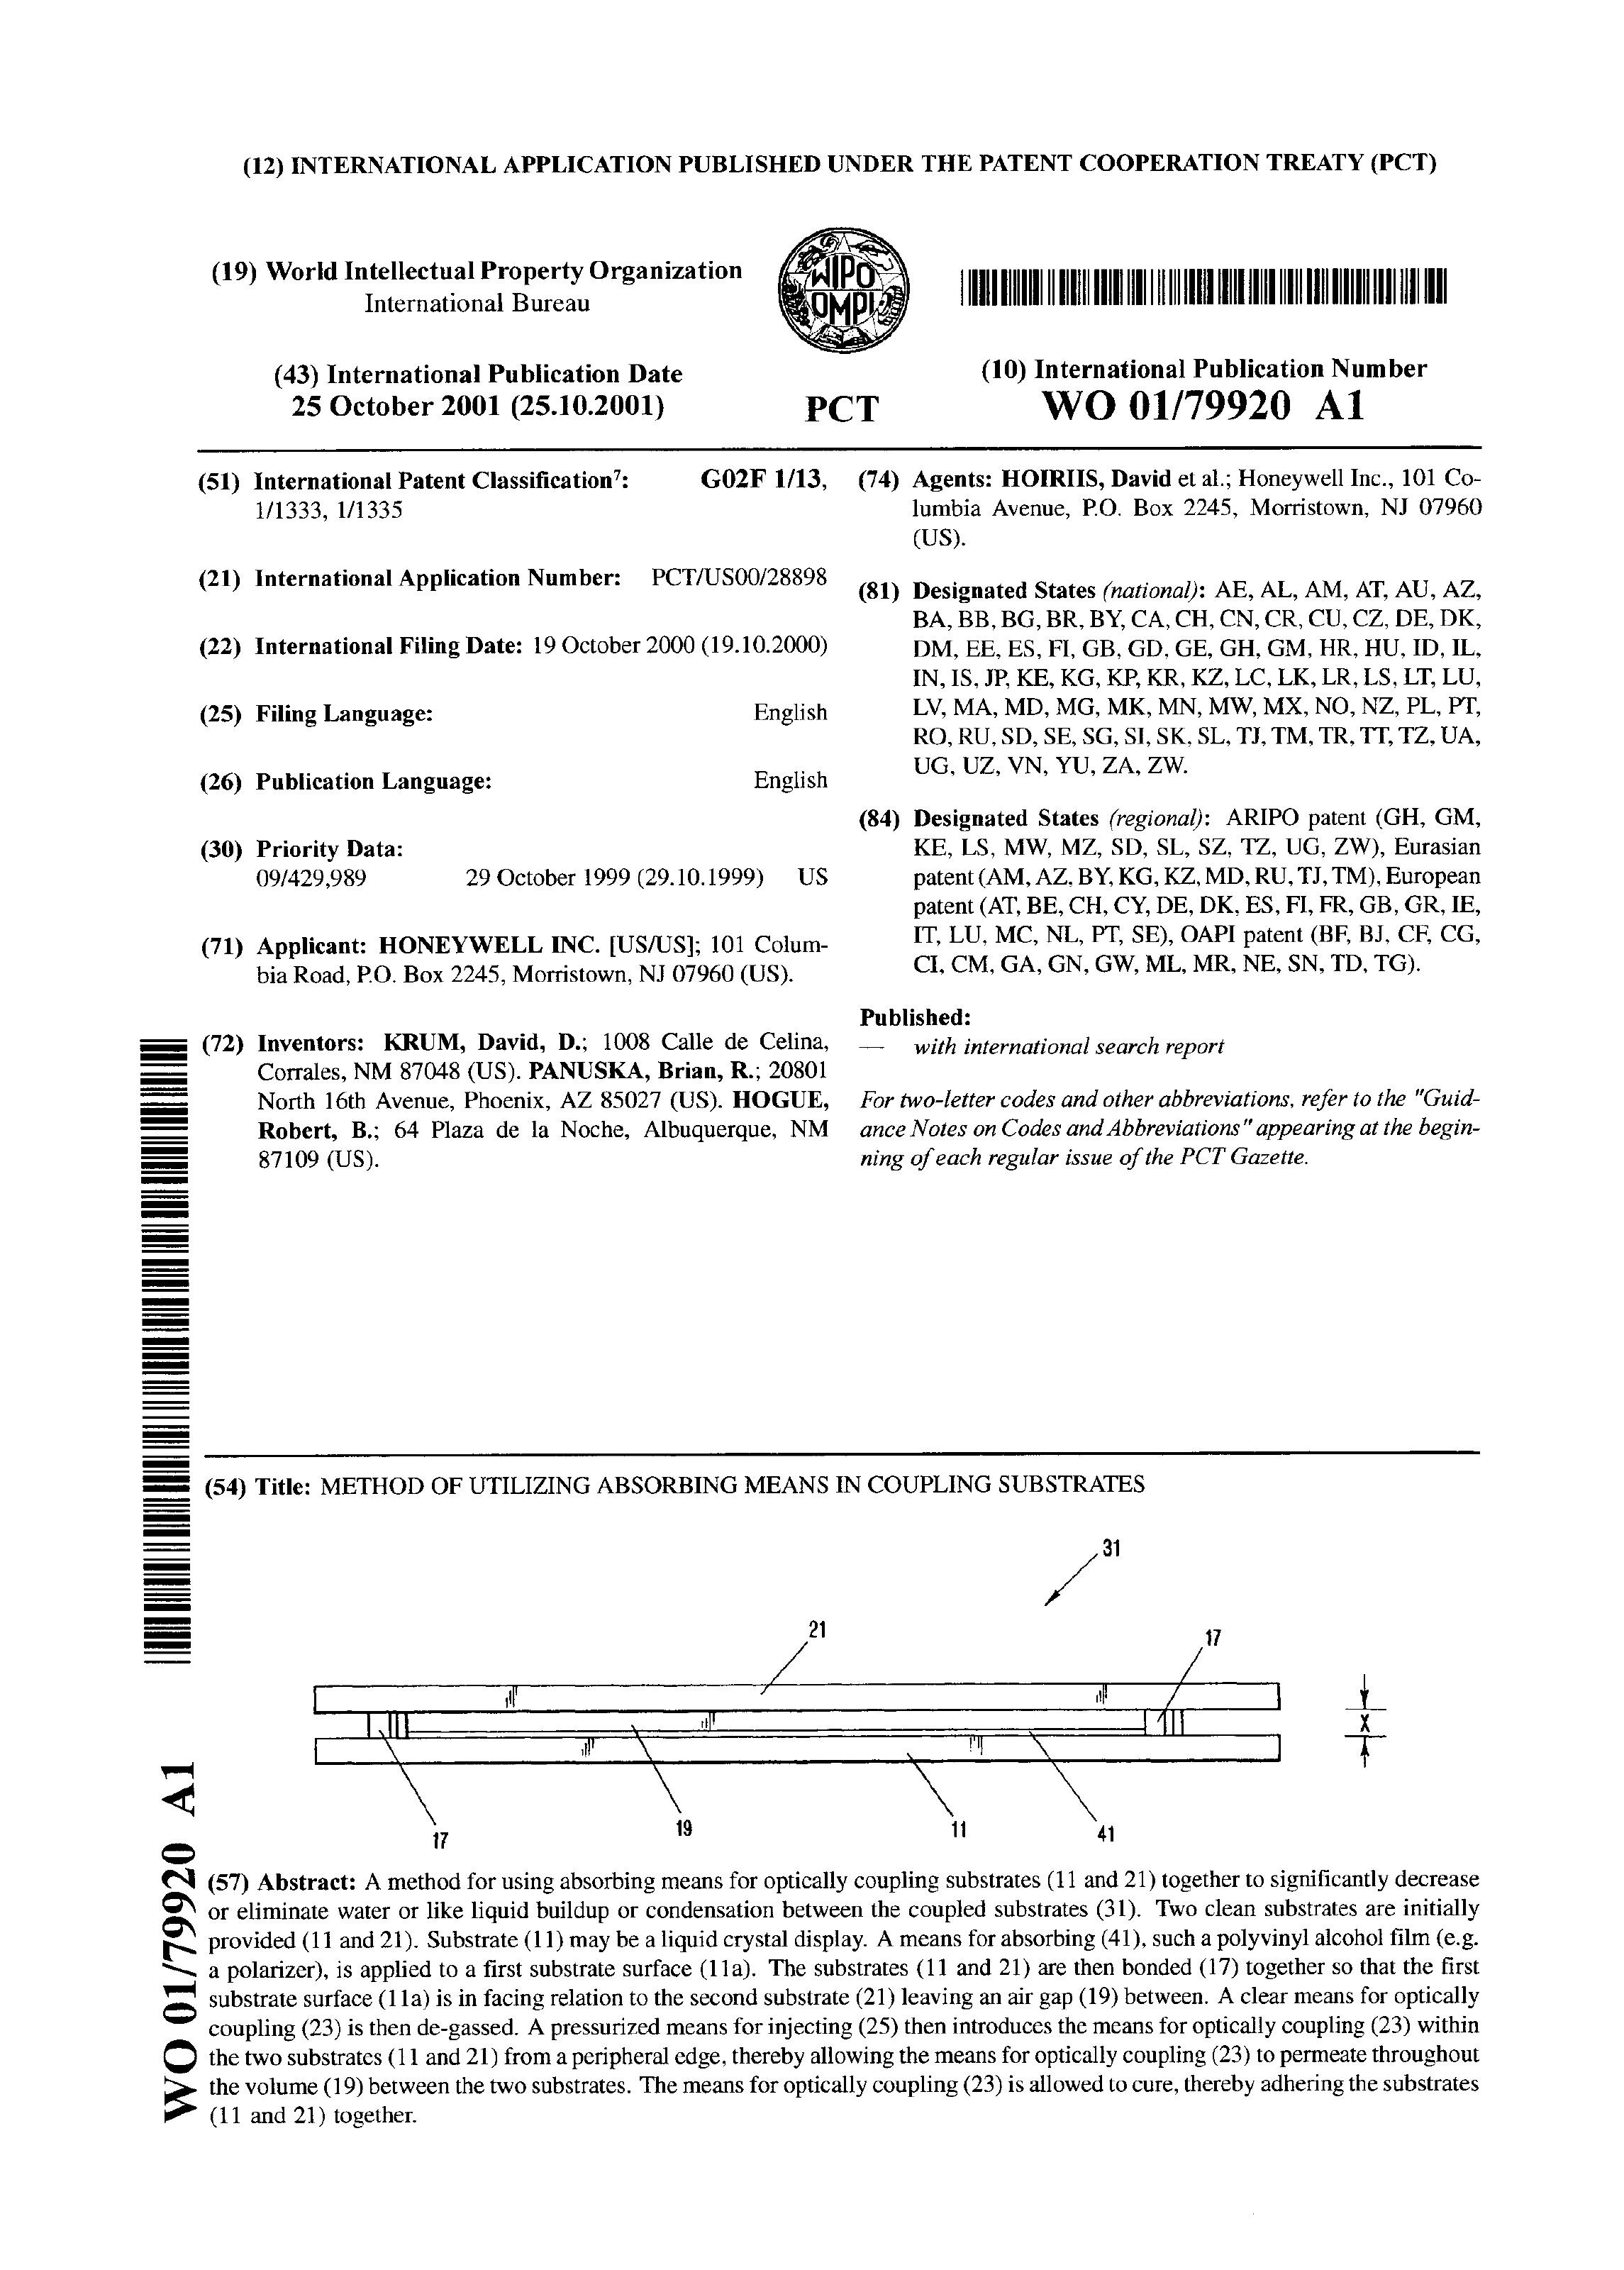 (12) INTERNATIONAL APPLICATION PUBLISHED UNDER THE PATENT COOPERATION TREATY (PCT)
(19) World Intellectual Property Organization
International Bureau
WIPO
OMPI
(43) International Publication Date
25 October 2001 (25.10.2001)
PCT
(10) International Publication Number
WO 01/79920 A1
(51) International Patent Classification7: G02F 1/13,
1/1333, 1/1335
(21) International Application Number: PCT/US00/28898
(22) International Filing Date: 19 October 2000 (19.10.2000)
(25) Filing Language: English
(26) Publication Language: English
(30) Priority Data:
09/429,989 29 October 1999 (29.10.1999) US
(71) Applicant: HONEYWELL INC. [US/US]; 101 Colum-
bia Road, P.O. Box 2245, Morristown, NJ 07960 (US).
(72) Inventors: KRUM, David, D.; 1008 Calle de Celina,
Corrales, NM 87048 (US). PANUSKA, Brian, R.; 20801
North 16th Avenue, Phoenix, AZ 85027 (US). HOGUE,
Robert, B.; 64 Plaza de la Noche, Albuquerque, NM
87109 (US).
(74) Agents: HOIRIIS, David et al.; Honeywell Inc., 101 Co-
lumbia Avenue, P.O. Box 2245, Morristown, NJ 07960
(US).
(81) Designated States (national): AE, AL, AM, AT, AU, AZ,
BA, BB, BG, BR, BY, CA, CH, CN, CR, CU, CZ, DE, DK,
DM, EE, ES, FI, GB, GD, GE, GH, GM, HR, HU, ID, IL,
IN, IS, JP, KE, KG, KP, KR, KZ, LC, LK, LR, LS, LT, LU,
LV, MA, MD, MG, MK, MN, MW, MX, NO, NZ, PL, PT,
RO, RU, SD, SE, SG, SI, SK, SL, TJ, TM, TR, TT, TZ, UA,
UG, UZ, VN, YU, ZA, ZW.
(84) Designated States (regional): ARIPO patent (GH, GM,
KE, LS, MW, MZ, SD, SL, SZ, TZ, UG, ZW), Eurasian
patent (AM, AZ, BY, KG, KZ, MD, RU, TJ, TM), European
patent (AT, BE, CH, CY, DE, DK, ES, FI, FR, GB, GR, IE,
IT, LU, MC, NL, PT, SE), OAPI patent (BF, BJ, CF, CG,
CI, CM, GA, GN, GW, ML, MR, NE, SN, TD, TG).
Published:
— with international search report
For two-letter codes and other abbreviations, refer to the "Guid-
ance Notes on Codes and Abbreviations" appearing at the begin-
ning of each regular issue of the PCT Gazette.
(54) Title: METHOD OF UTILIZING ABSORBING MEANS IN COUPLING SUBSTRATES
31
21
17
X
17
19
11
41
(57) Abstract: A method for using absorbing means for optically coupling substrates (11 and 21) together to significantly decrease
or eliminate water or like liquid buildup or condensation between the coupled substrates (31). Two clean substrates are initially
provided (11 and 21). Substrate (11) may be a liquid crystal display. A means for absorbing (41), such a polyvinyl alcohol film (e.g.
a polarizer), is applied to a first substrate surface (11a). The substrates (11 and 21) are then bonded (17) together so that the first
substrate surface (11a) is in facing relation to the second substrate (21) leaving an air gap (19) between. A clear means for optically
coupling (23) is then de-gassed. A pressurized means for injecting (25) then introduces the means for optically coupling (23) within
the two substrates (11 and 21) from a peripheral edge, thereby allowing the means for optically coupling (23) to permeate throughout
the volume (19) between the two substrates. The means for optically coupling (23) is allowed to cure, thereby adhering the substrates
(11 and 21) together.
WO 01/79920 A1